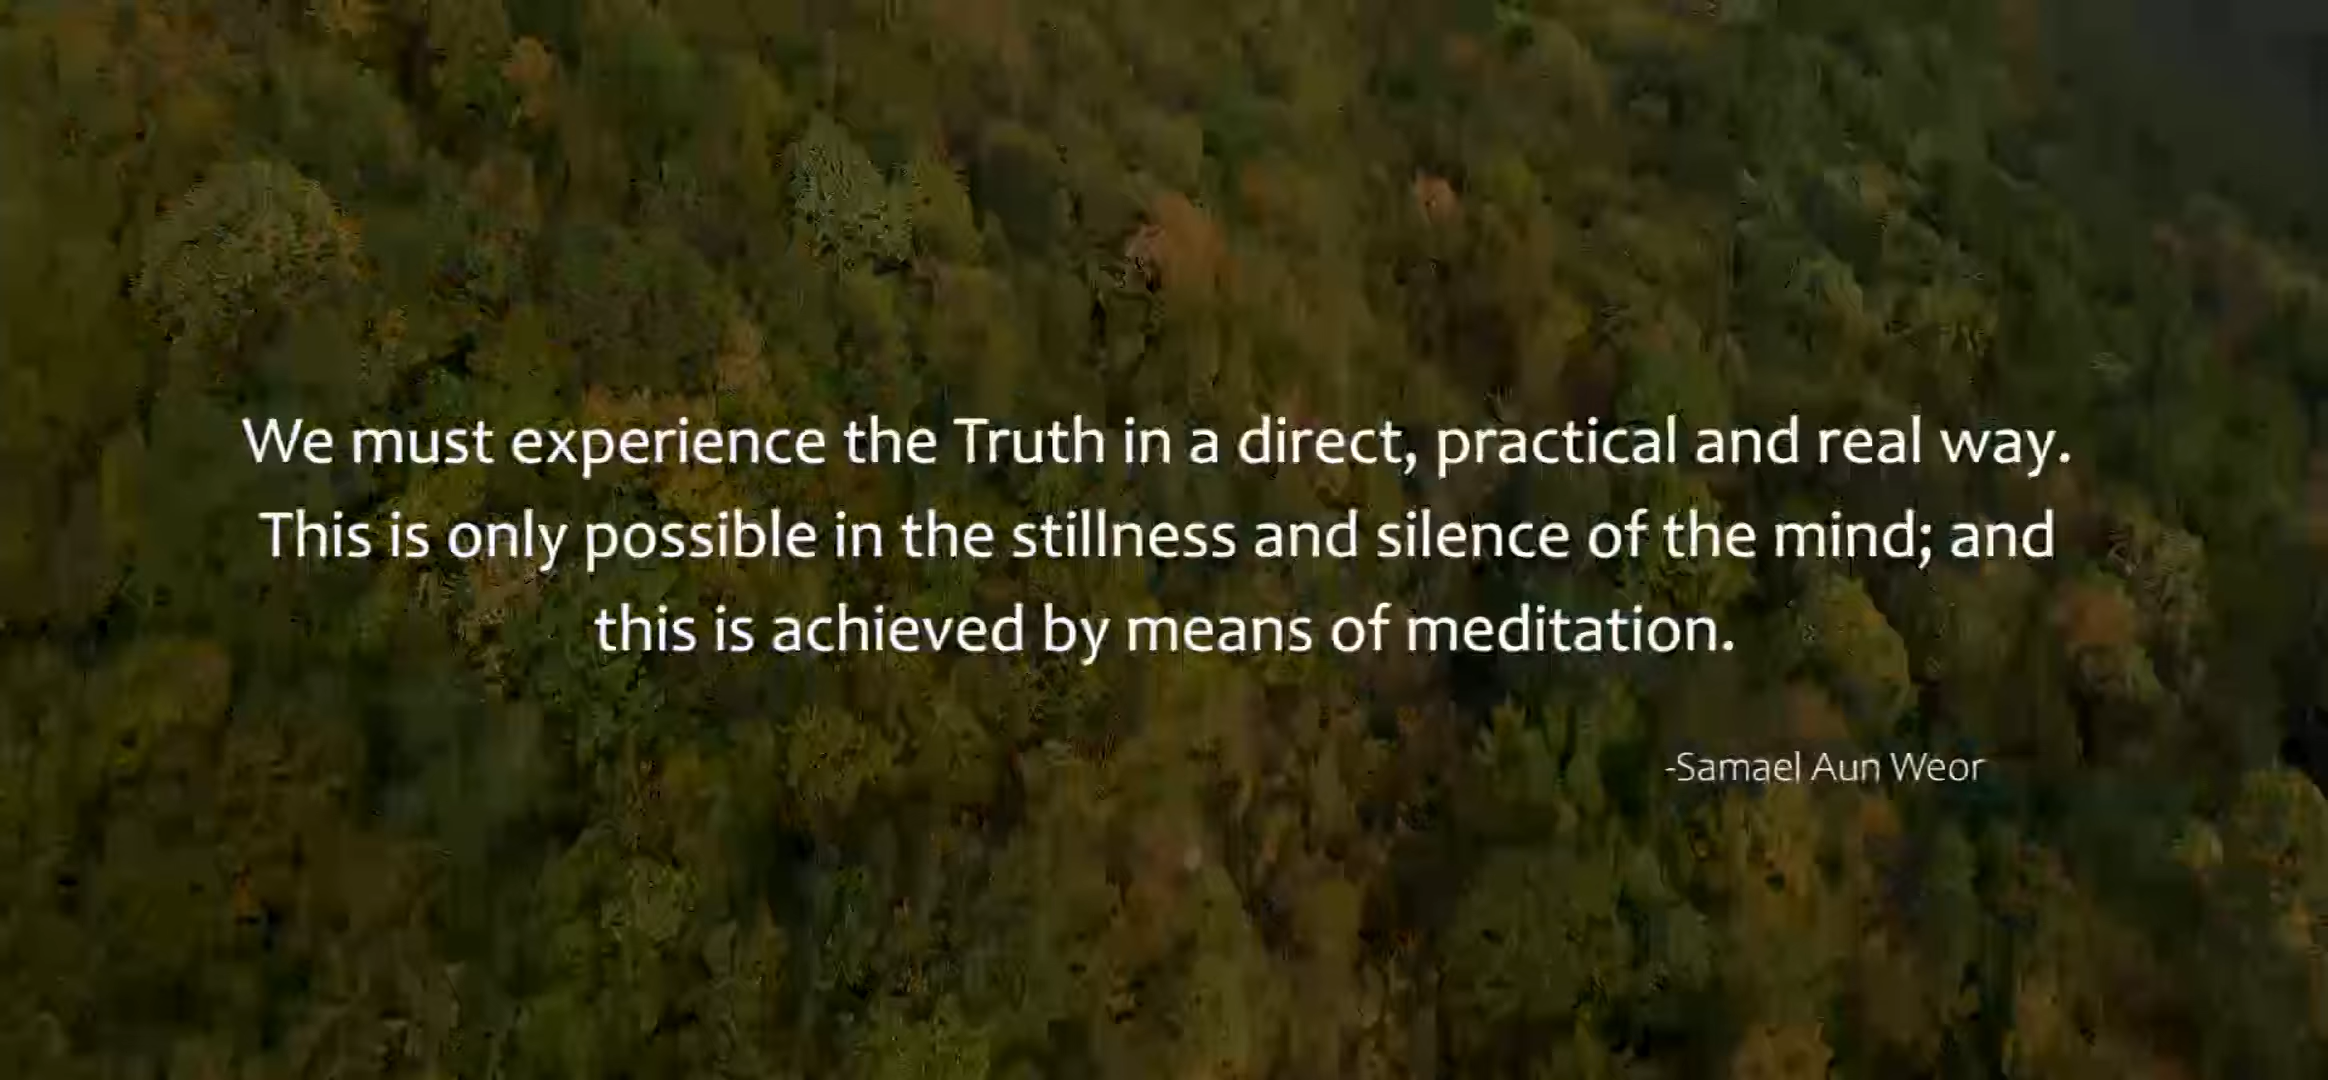 We must experience the Truth in a direct, practical and real way.
This is only possible in the stillness and silence of the mind; and
this is achieved by means of meditation.
-Samael Aun Weor